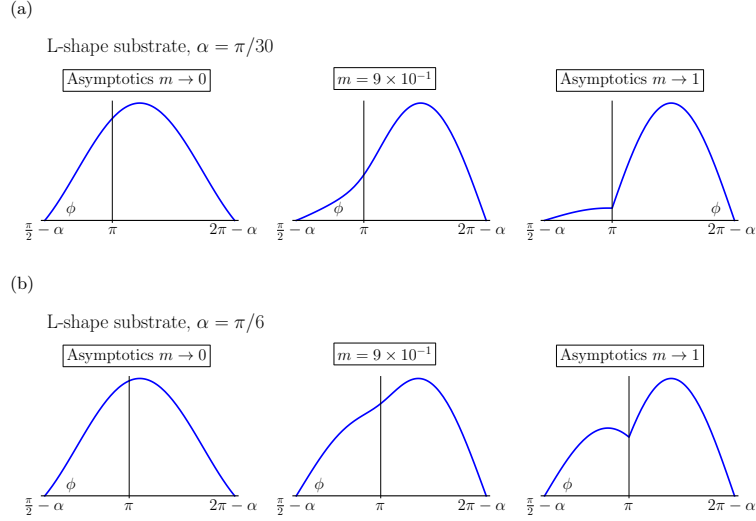 (a)
L-shape substrate, α = π/30
Asymptotics m → 0
m = 9 × 10⁻¹
Asymptotics m → 1
ϕ
ϕ
ϕ
π/2 − α
π
2π − α
π/2 − α
π
2π − α
π/2 − α
π
2π − α
(b)
L-shape substrate, α = π/6
Asymptotics m → 0
m = 9 × 10⁻¹
Asymptotics m → 1
ϕ
ϕ
ϕ
π/2 − α
π
2π − α
π/2 − α
π
2π − α
π/2 − α
π
2π − α